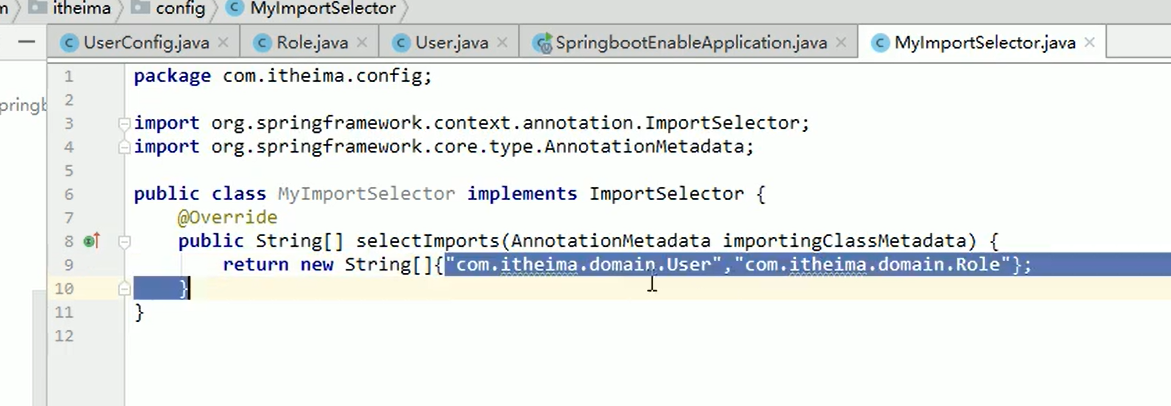 m itheima config MyImportSelector
UserConfig.java Role.java User.java SpringbootEnableApplication.java MyImportSelector.java
1 package com.itheima.config;
2
3 import org.springframework.context.annotation.ImportSelector;
4 import org.springframework.core.type.AnnotationMetadata;
5
6 public class MyImportSelector implements ImportSelector {
7 @Override
8 public String[] selectImports(AnnotationMetadata importingClassMetadata) {
9 return new String[]{"com.itheima.domain.User","com.itheima.domain.Role"};
10 }
11 }
12